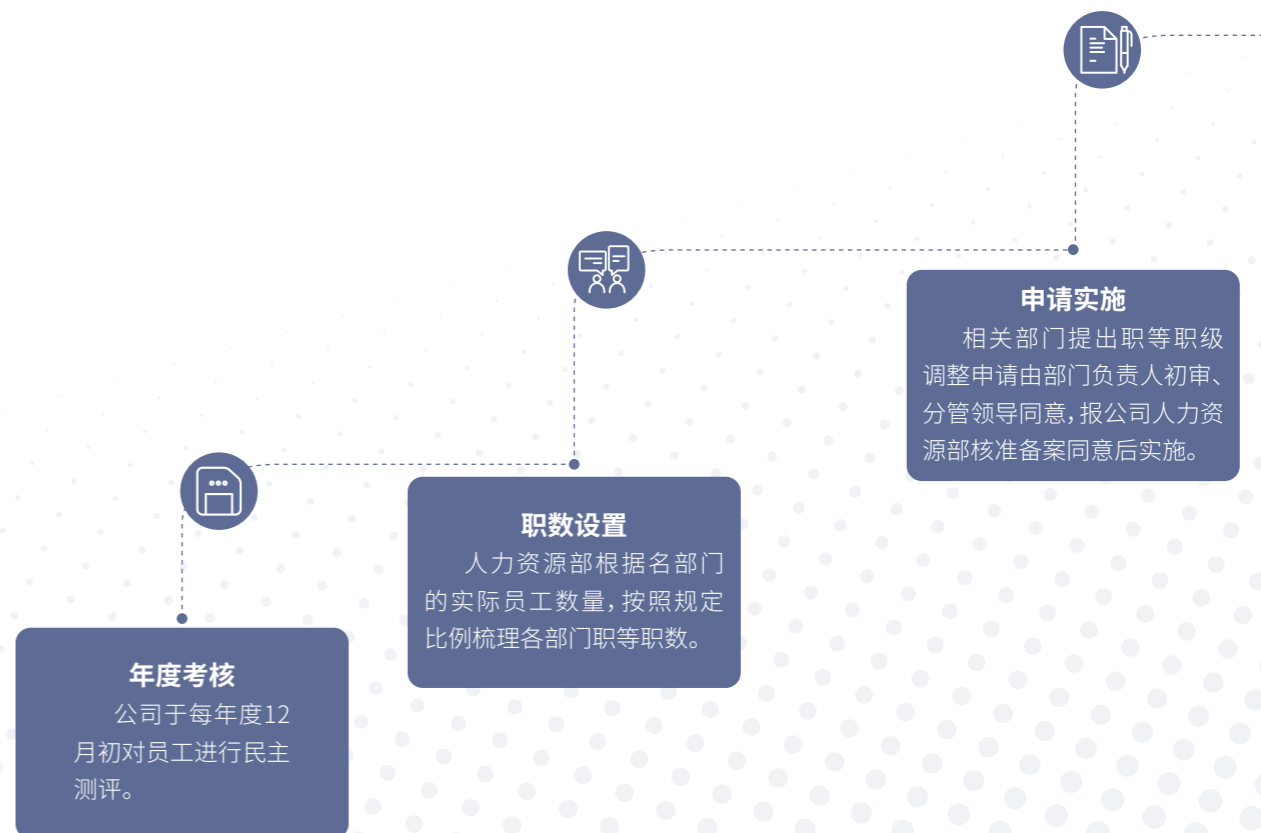 年度考核
公司于每年度12
月初对员工进行民主
测评。
职数设置
人力资源部根据名部门
的实际员工数量，按照规定
比例梳理各部门职等职数。
申请实施
相关部门提出职等职级
调整申请由部门负责人初审、
分管领导同意，报公司人力资
源部核准备案同意后实施。